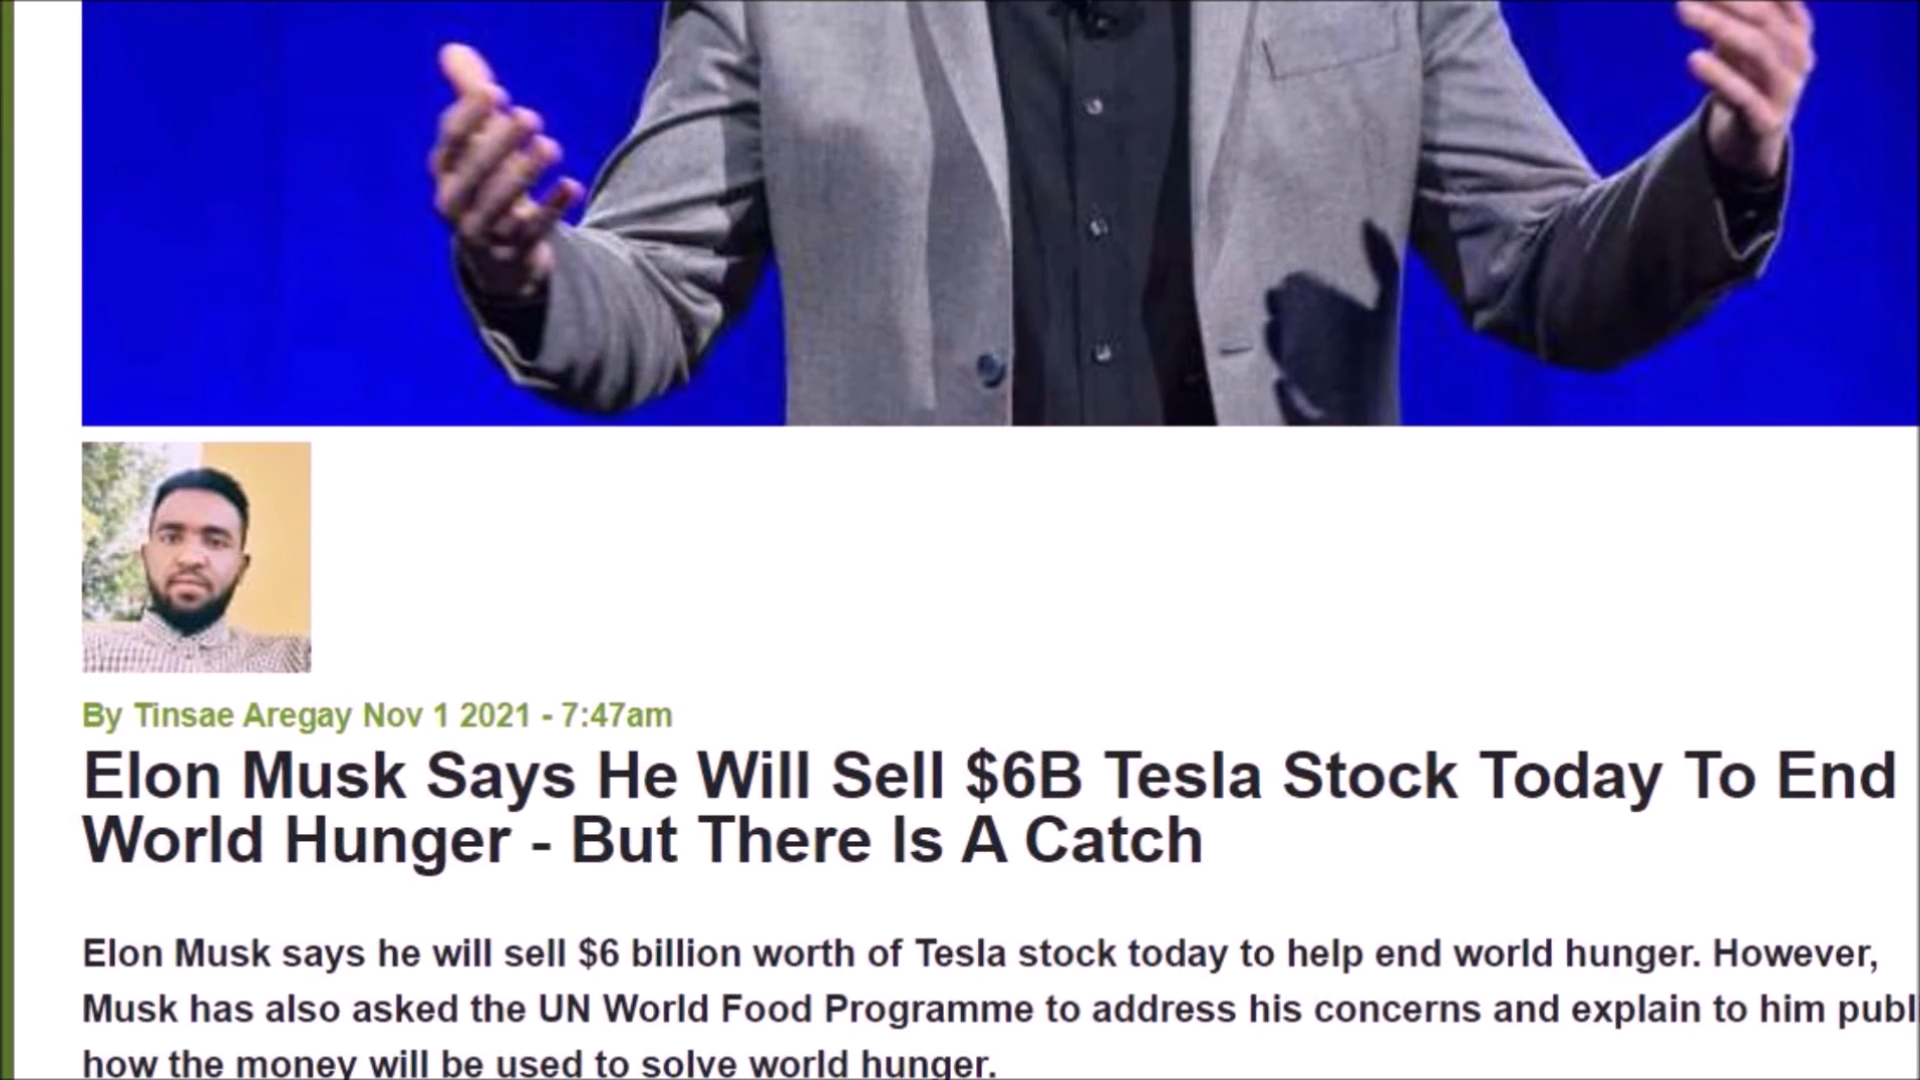 By Tinsae Aregay Nov 1 2021 - 7:47am
Elon Musk Says He Will Sell $6B Tesla Stock Today To End
World Hunger - But There Is A Catch
Elon Musk says he will sell $6 billion worth of Tesla stock today to help end world hunger. However,
Musk has also asked the UN World Food Programme to address his concerns and explain to him publ
how the money will be used to solve world hunger.